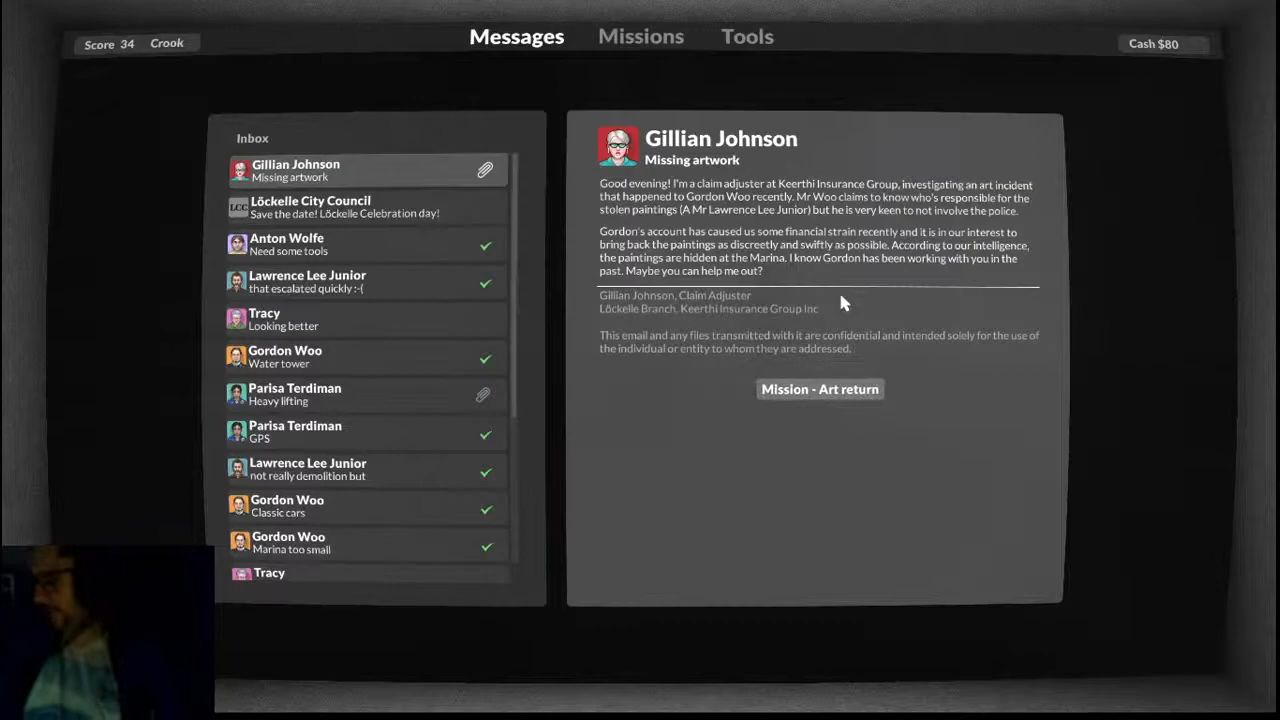 Score 34 Crook
Messages Missions Tools
Cash $80
Inbox
Gillian Johnson
Missing artwork
LCC
Löckelle City Council
Save the date! Löckelle Celebration day!
Anton Wolfe
Need some tools
Lawrence Lee Junior
that escalated quickly :-(
Tracy
Looking better
Gordon Woo
Water tower
Parisa Terdiman
Heavy lifting
Parisa Terdiman
GPS
Lawrence Lee Junior
not really demolition but
Gordon Woo
Classic cars
Gordon Woo
Marina too small
Tracy
Gillian Johnson
Missing artwork
Good evening! I'm a claim adjuster at Keerthi Insurance Group, investigating an art incident
that happened to Gordon Woo recently. Mr Woo claims to know who's responsible for the
stolen paintings (A Mr Lawrence Lee Junior) but he is very keen to not involve the police.
Gordon's account has caused us some financial strain recently and it is in our interest to
bring back the paintings as discreetly and swiftly as possible. According to our intelligence,
the paintings are hidden at the Marina. I know Gordon has been working with you in the
past. Maybe you can help me out?
Gillian Johnson, Claim Adjuster
Löckelle Branch, Keerthi Insurance Group Inc
This email and any files transmitted with it are confidential and intended solely for the use of
the individual or entity to whom they are addressed.
Mission - Art return